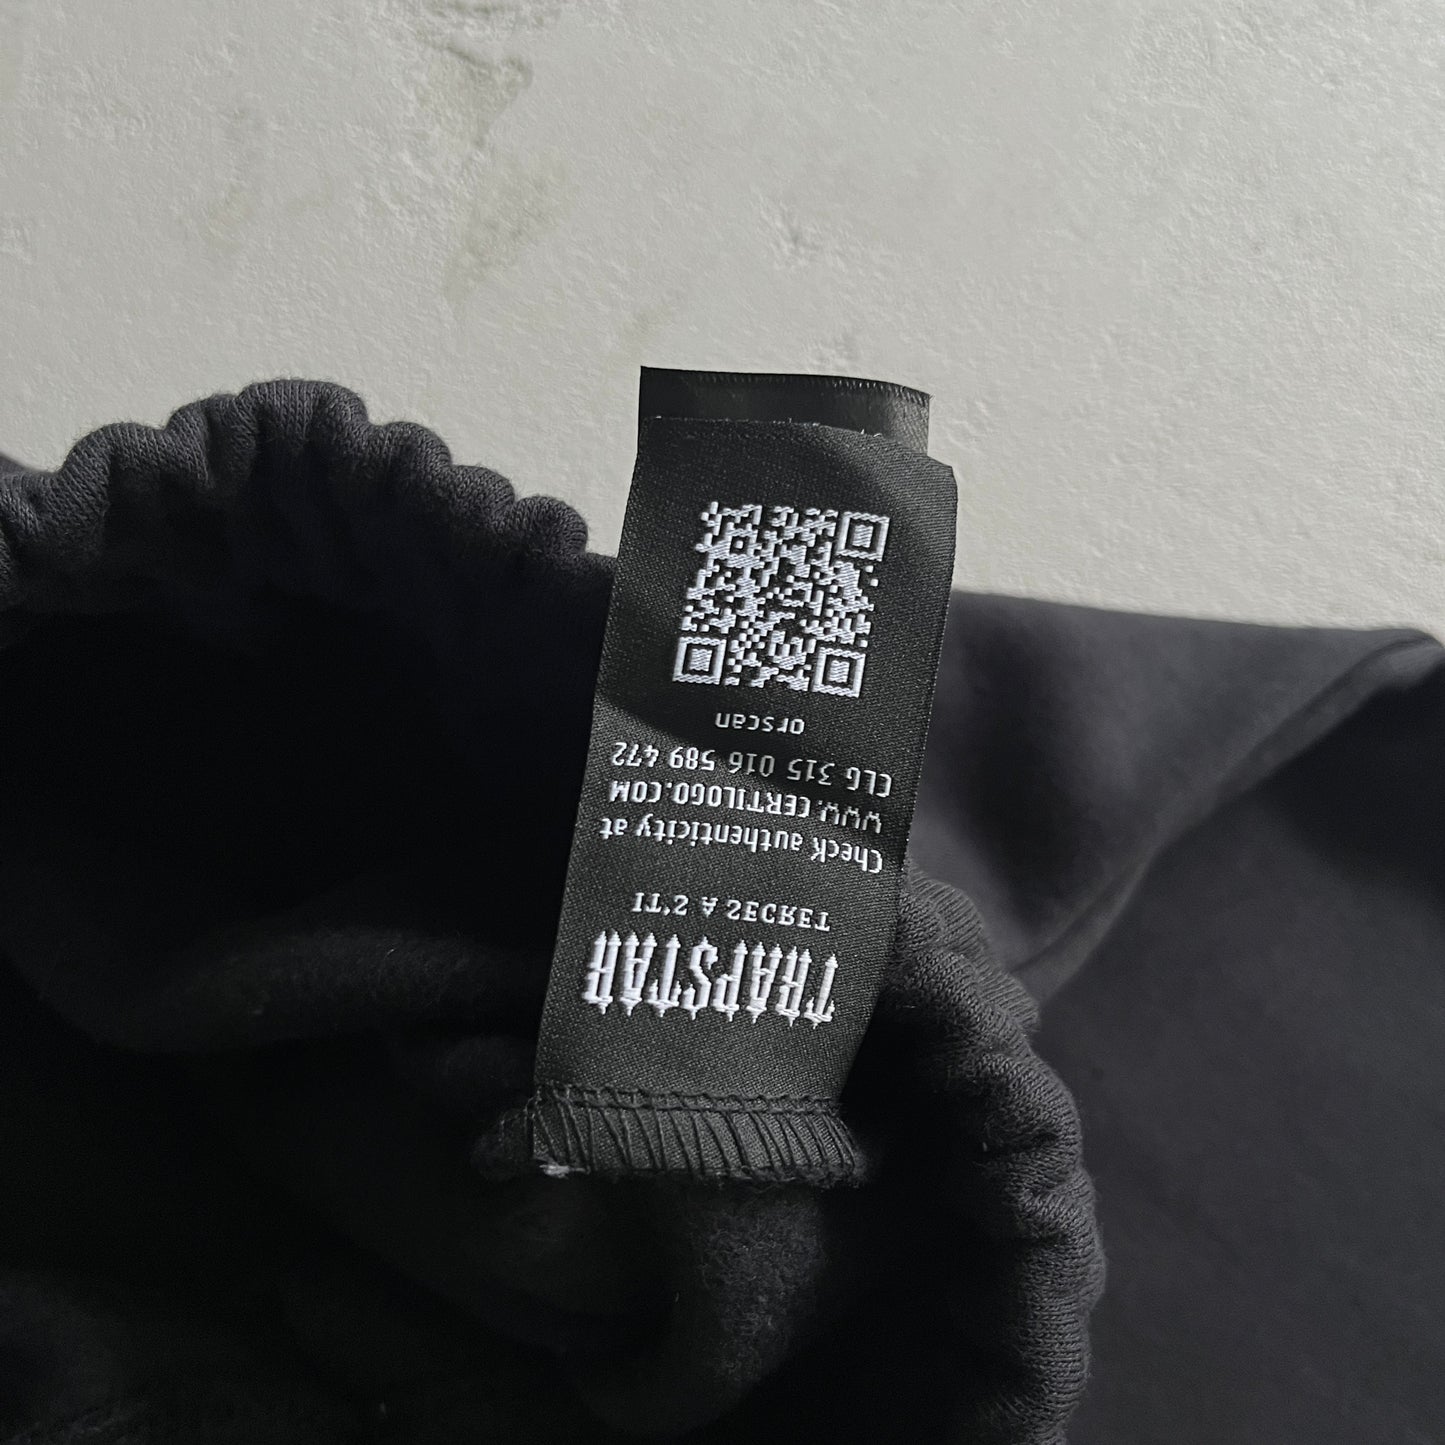 TRAPSTAR
IT'S A SECRET
Check authenticity at
WWW.CERTILOGO.COM
CLG 315 016 589 472
or scan